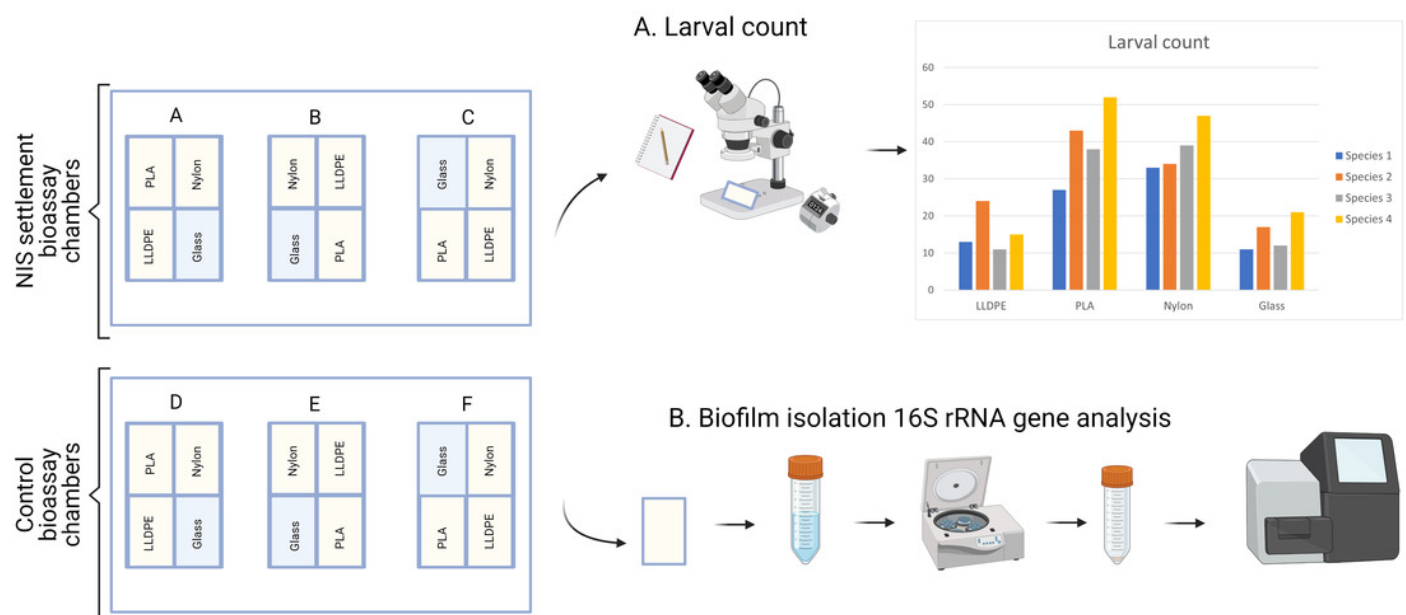 A. Larval count
NIS settlement
bioassay
chambers
A
B
C
PLA
Nylon
LLDPE
Glass
Nylon
LLDPE
Glass
PLA
Glass
Nylon
PLA
LLDPE
Larval count
60
50
40
30
20
10
0
LLDPE
PLA
Nylon
Glass
Species 1
Species 2
Species 3
Species 4
Control
bioassay
chambers
D
E
F
PLA
Nylon
LLDPE
Glass
Nylon
LLDPE
Glass
PLA
Glass
Nylon
PLA
LLDPE
B. Biofilm isolation 16S rRNA gene analysis